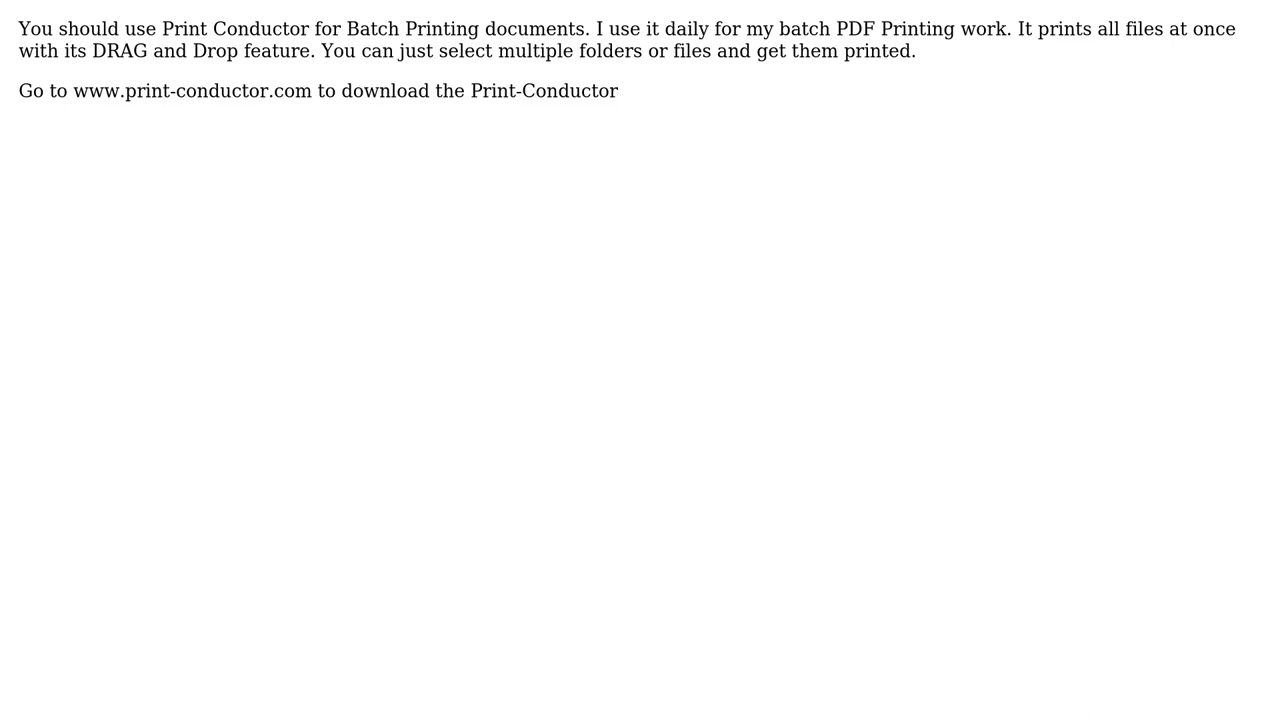 You should use Print Conductor for Batch Printing documents. I use it daily for my batch PDF Printing work. It prints all files at once
with its DRAG and Drop feature. You can just select multiple folders or files and get them printed.
Go to www.print-conductor.com to download the Print-Conductor